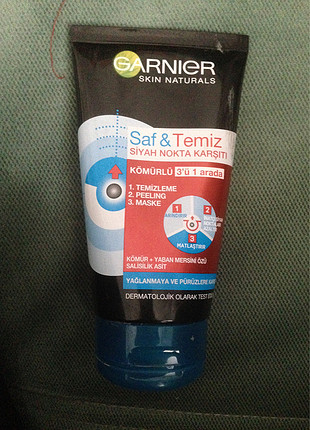 GARNIER
SKIN NATURALS
Saf & Temiz
SİYAH NOKTA KARŞITI
KÖMÜRLÜ 3'ü 1 arada
1. TEMİZLEME
2. PEELING
3. MASKE
1
2
3
MATLAŞTIRIR
KÖMÜR + YABAN MERSİNİ ÖZÜ
SALİSİLİK ASİT
YAĞLANMAYA VE PÜRÜZLERE
DERMATOLOJİK OLARAK TEST